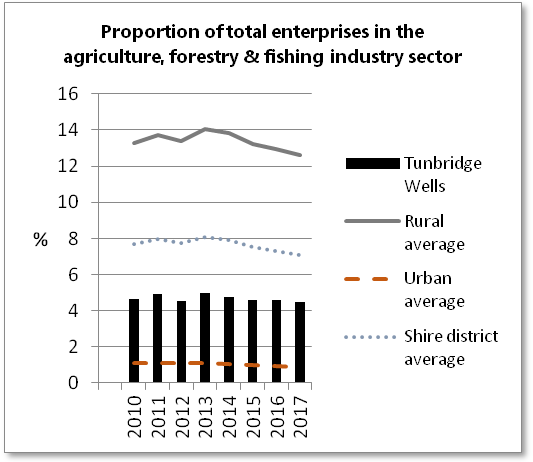 Proportion of total enterprises in the
agriculture, forestry & fishing industry sector
16
14
12
10
8
6
4
2
0
%
2010
2011
2012
2013
2014
2015
2016
2017
Tunbridge
Wells
Rural
average
Urban
average
Shire district
average